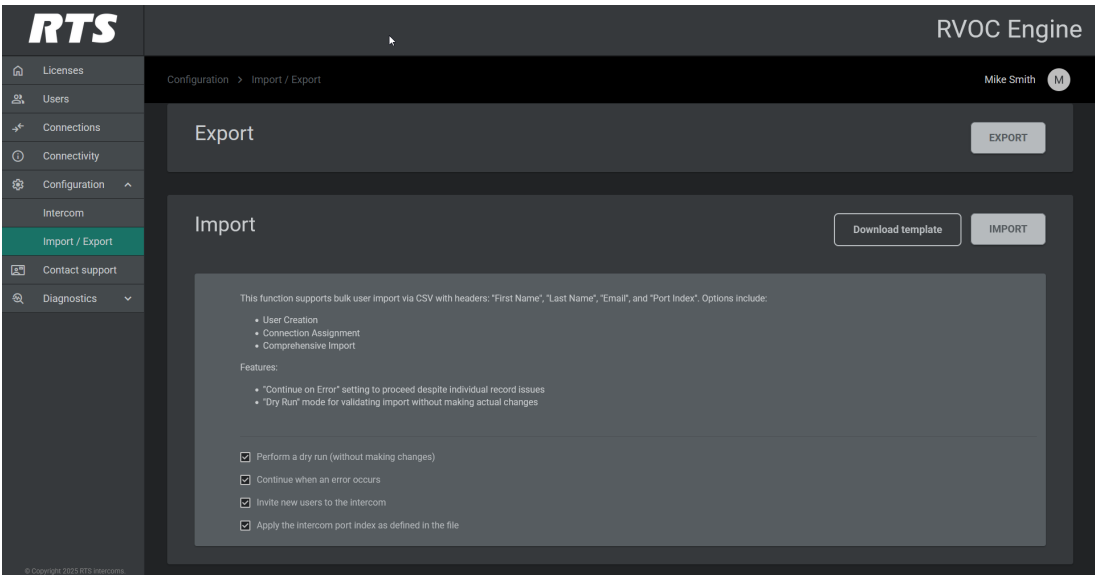 RTS
RVOC Engine
Licenses
Users
Connections
Connectivity
Configuration
Intercom
Import / Export
Contact support
Diagnostics
© Copyright 2025 RTS intercoms
Configuration > Import / Export
Mike Smith M
Export
EXPORT
Import
Download template
IMPORT
This function supports bulk user import via CSV with headers: "First Name", "Last Name", "Email", and "Port Index". Options include:
• User Creation
• Connection Assignment
• Comprehensive Import
Features:
• "Continue on Error" setting to proceed despite individual record issues
• "Dry Run" mode for validating import without making actual changes
Perform a dry run (without making changes)
Continue when an error occurs
Invite new users to the intercom
Apply the intercom port index as defined in the file